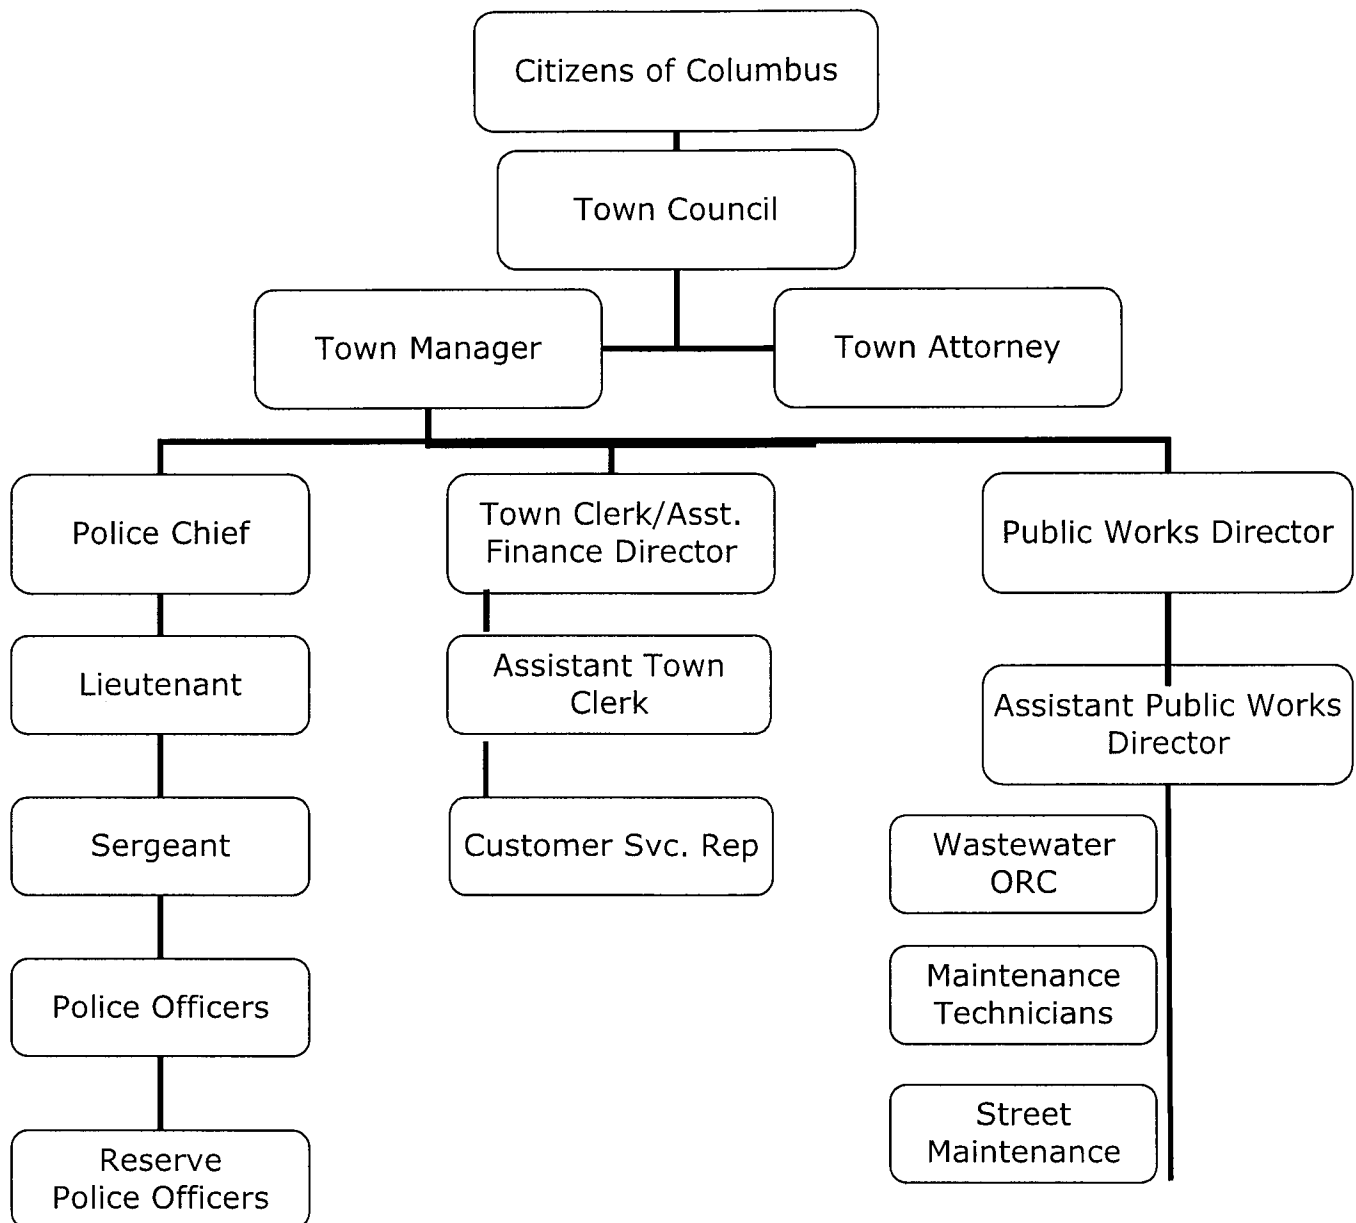 Citizens of Columbus
Town Council
Town Manager
Town Attorney
Police Chief
Town Clerk/Asst.
Finance Director
Public Works Director
Lieutenant
Assistant Town
Clerk
Assistant Public Works
Director
Sergeant
Customer Svc. Rep
Wastewater
ORC
Police Officers
Maintenance
Technicians
Street
Maintenance
Reserve
Police Officers